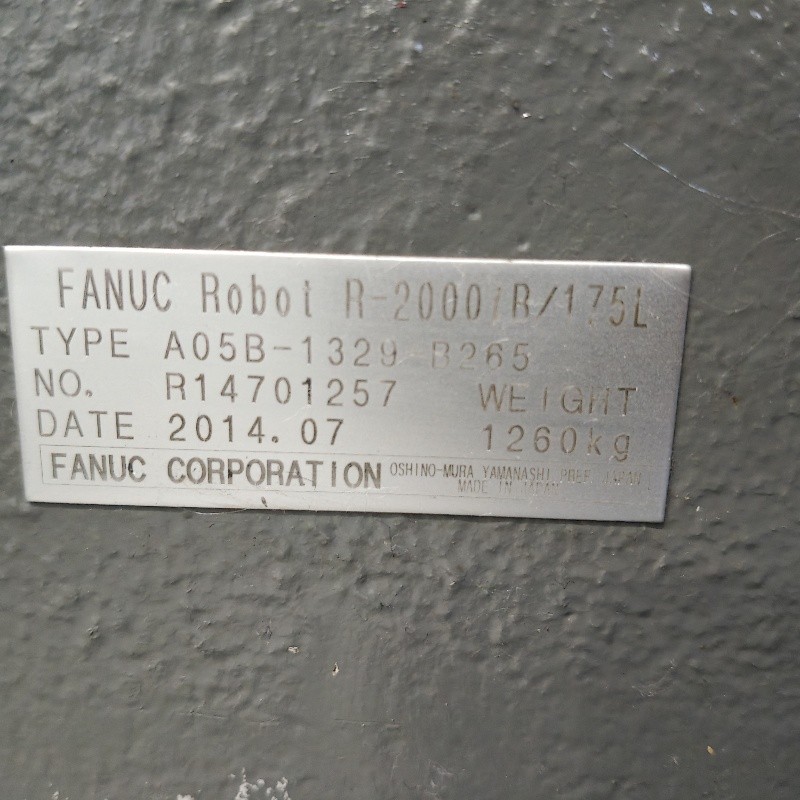 FANUC Robot R-2000iB/175L
TYPE A05B-1329-B265
NO. R14701257 WEIGHT
DATE 2014.07 1260kg
FANUC CORPORATION OSHINO-MURA YAMANASHI PREF. JAPAN
MADE IN JAPAN